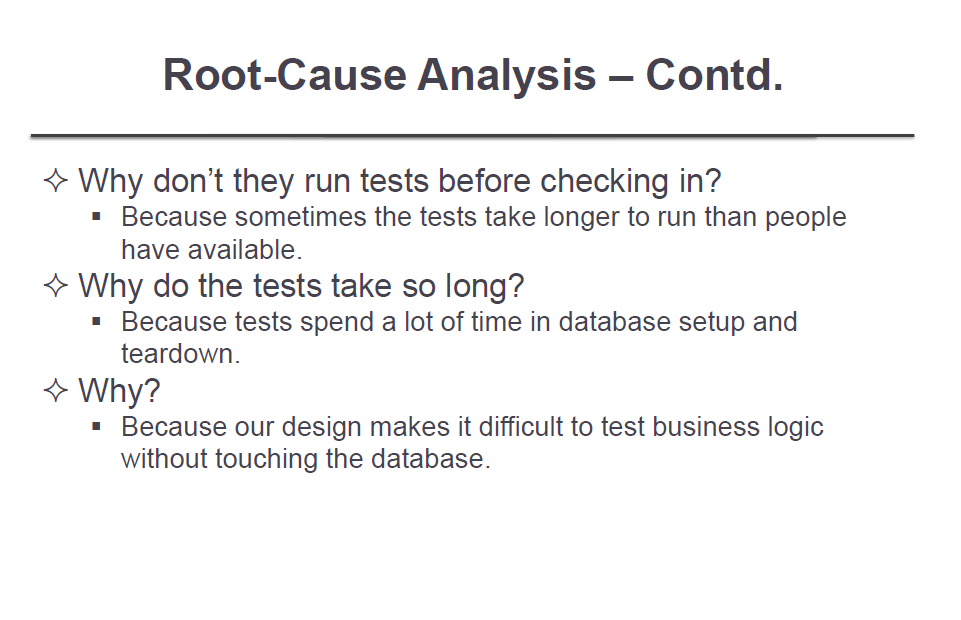 Root-Cause Analysis – Contd.
✧ Why don’t they run tests before checking in?
▪ Because sometimes the tests take longer to run than people
have available.
✧ Why do the tests take so long?
▪ Because tests spend a lot of time in database setup and
teardown.
✧ Why?
▪ Because our design makes it difficult to test business logic
without touching the database.